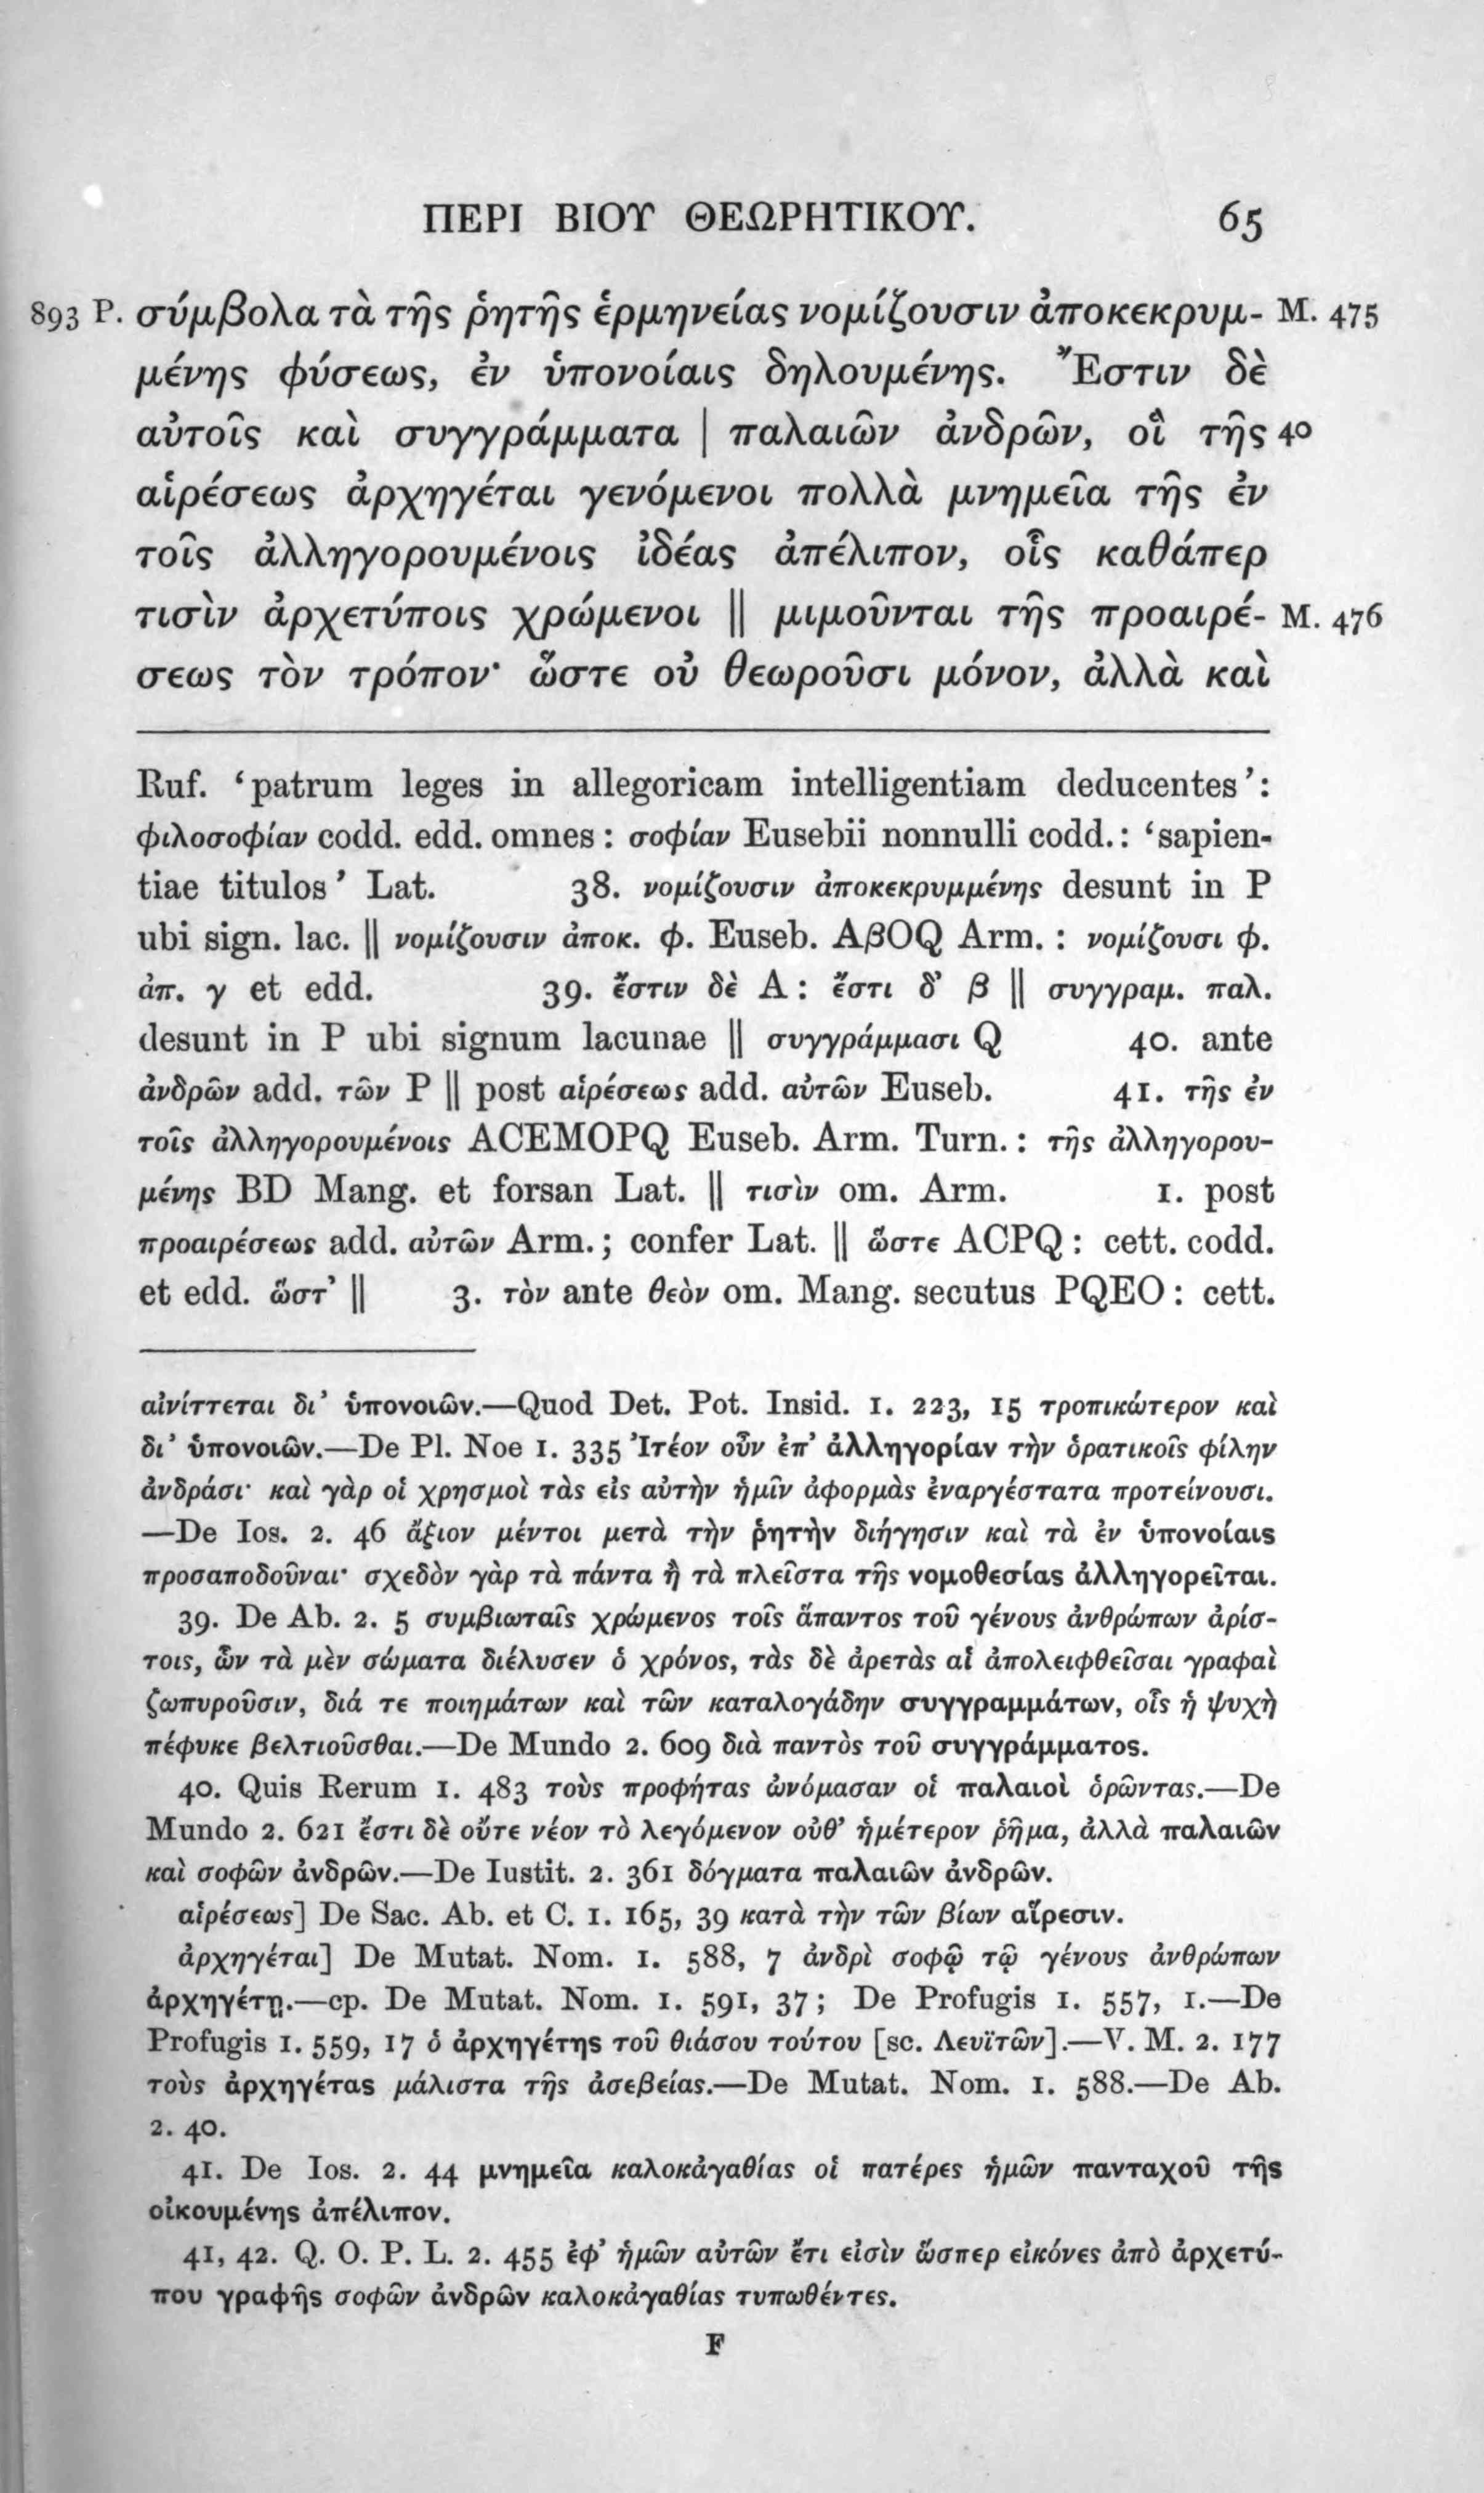 ΠΕΡΙ ΒΙΟΥ ΘΕΩΡΗΤΙΚΟΥ. 65
893 P. σύμβολα τὰ τῆς ῥητῆς ἑρμηνείας νομίζουσιν ἀποκεκρυμ- M. 475
μένης φύσεως, ἐν ὑπονοίαις δηλουμένης. Ἔστιν δὲ
αὐτοῖς καὶ συγγράμματα | παλαιῶν ἀνδρῶν, οἳ τῆς 40
αἱρέσεως ἀρχηγέται γενόμενοι πολλὰ μνημεῖα τῆς ἐν
τοῖς ἀλληγορουμένοις ἰδέας ἀπέλιπον, οἷς καθάπερ
τισὶν ἀρχετύποις χρώμενοι || μιμοῦνται τῆς προαιρέ- M. 476
σεως τὸν τρόπον· ὥστε οὐ θεωροῦσι μόνον, ἀλλὰ καὶ
Ruf. ‘patrum leges in allegoricam intelligentiam deducentes’:
φιλοσοφίαν codd. edd. omnes : σοφίαν Eusebii nonnulli codd. : ‘sapien-
tiae titulos’ Lat. 38. νομίζουσιν ἀποκεκρυμμένης desunt in P
ubi sign. lac. || νομίζουσιν ἀποκ. φ. Euseb. AβOQ Arm. : νομίζουσι φ.
ἀπ. γ et edd. 39. ἔστιν δὲ A : ἔστι δ’ β || συγγραμ. παλ.
desunt in P ubi signum lacunae || συγγράμμασι Q 40. ante
ἀνδρῶν add. τῶν P || post αἱρέσεως add. αὐτῶν Euseb. 41. τῆς ἐν
τοῖς ἀλληγορουμένοις ACEMOPQ Euseb. Arm. Turn. : τῆς ἀλληγορου-
μένης BD Mang. et forsan Lat. || τισὶν om. Arm. 1. post
προαιρέσεως add. αὐτῶν Arm. ; confer Lat. || ὥστε ACPQ : cett. codd.
et edd. ὥστ’ || 3. τὸν ante θεὸν om. Mang. secutus PQEO : cett.
αἰνίττεται δι’ ὑπονοιῶν.—Quod Det. Pot. Insid. 1. 223, 15 τροπικώτερον καὶ
δι’ ὑπονοιῶν.—De Pl. Noe 1. 335 Ἰτέον οὖν ἐπ’ ἀλληγορίαν τὴν ὁρατικοῖς φίλην
ἀνδράσι· καὶ γὰρ οἱ χρησμοὶ τὰς εἰς αὐτὴν ἡμῖν ἀφορμὰς ἐναργέστατα προτείνουσι.
—De Ios. 2. 46 ἄξιον μέντοι μετὰ τὴν ῥητὴν διήγησιν καὶ τὰ ἐν ὑπονοίαις
προσαποδοῦναι· σχεδὸν γὰρ τὰ πάντα ἢ τὰ πλεῖστα τῆς νομοθεσίας ἀλληγορεῖται.
39. De Ab. 2. 5 συμβιωταῖς χρώμενος τοῖς ἅπαντος τοῦ γένους ἀνθρώπων ἀρίσ-
τοις, ὧν τὰ μὲν σώματα διέλυσεν ὁ χρόνος, τὰς δὲ ἀρετὰς αἱ ἀπολειφθεῖσαι γραφαὶ
ζωπυροῦσιν, διά τε ποιημάτων καὶ τῶν καταλογάδην συγγραμμάτων, οἷς ἡ ψυχὴ
πέφυκε βελτιοῦσθαι.—De Mundo 2. 609 διὰ παντὸς τοῦ συγγράμματος.
40. Quis Rerum 1. 483 τοὺς προφήτας ὠνόμασαν οἱ παλαιοὶ ὁρῶντας.—De
Mundo 2. 621 ἔστι δὲ οὔτε νέον τὸ λεγόμενον οὐθ’ ἡμέτερον ῥῆμα, ἀλλὰ παλαιῶν
καὶ σοφῶν ἀνδρῶν.—De Iustit. 2. 361 δόγματα παλαιῶν ἀνδρῶν.
αἱρέσεως] De Sac. Ab. et C. 1. 165, 39 κατὰ τὴν τῶν βίων αἵρεσιν.
ἀρχηγέται] De Mutat. Nom. 1. 588, 7 ἀνδρὶ σοφῷ τῷ γένους ἀνθρώπων
ἀρχηγέτῃ.—cp. De Mutat. Nom. 1. 591, 37 ; De Profugis 1. 557, 1.—De
Profugis 1. 559, 17 ὁ ἀρχηγέτης τοῦ θιάσου τούτου [sc. Λευϊτῶν].—V. M. 2. 177
τοὺς ἀρχηγέτας μάλιστα τῆς ἀσεβείας.—De Mutat. Nom. 1. 588.—De Ab.
2. 40.
41. De Ios. 2. 44 μνημεῖα καλοκἀγαθίας οἱ πατέρες ἡμῶν πανταχοῦ τῆς
οἰκουμένης ἀπέλιπον.
41, 42. Q. O. P. L. 2. 455 ἐφ’ ἡμῶν αὐτῶν ἔτι εἰσὶν ὥσπερ εἰκόνες ἀπὸ ἀρχετύ-
που γραφῆς σοφῶν ἀνδρῶν καλοκἀγαθίας τυπωθέντες.
F